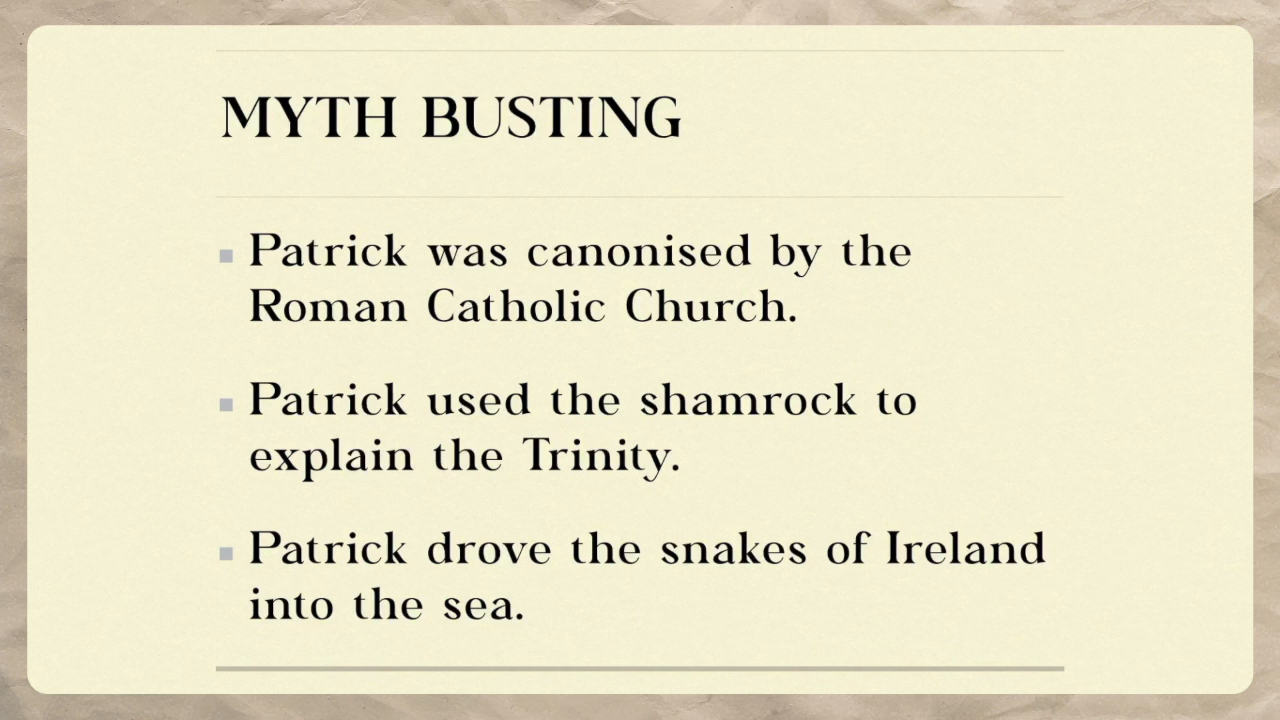 MYTH BUSTING
Patrick was canonised by the
Roman Catholic Church.
Patrick used the shamrock to
explain the Trinity.
Patrick drove the snakes of Ireland
into the sea.